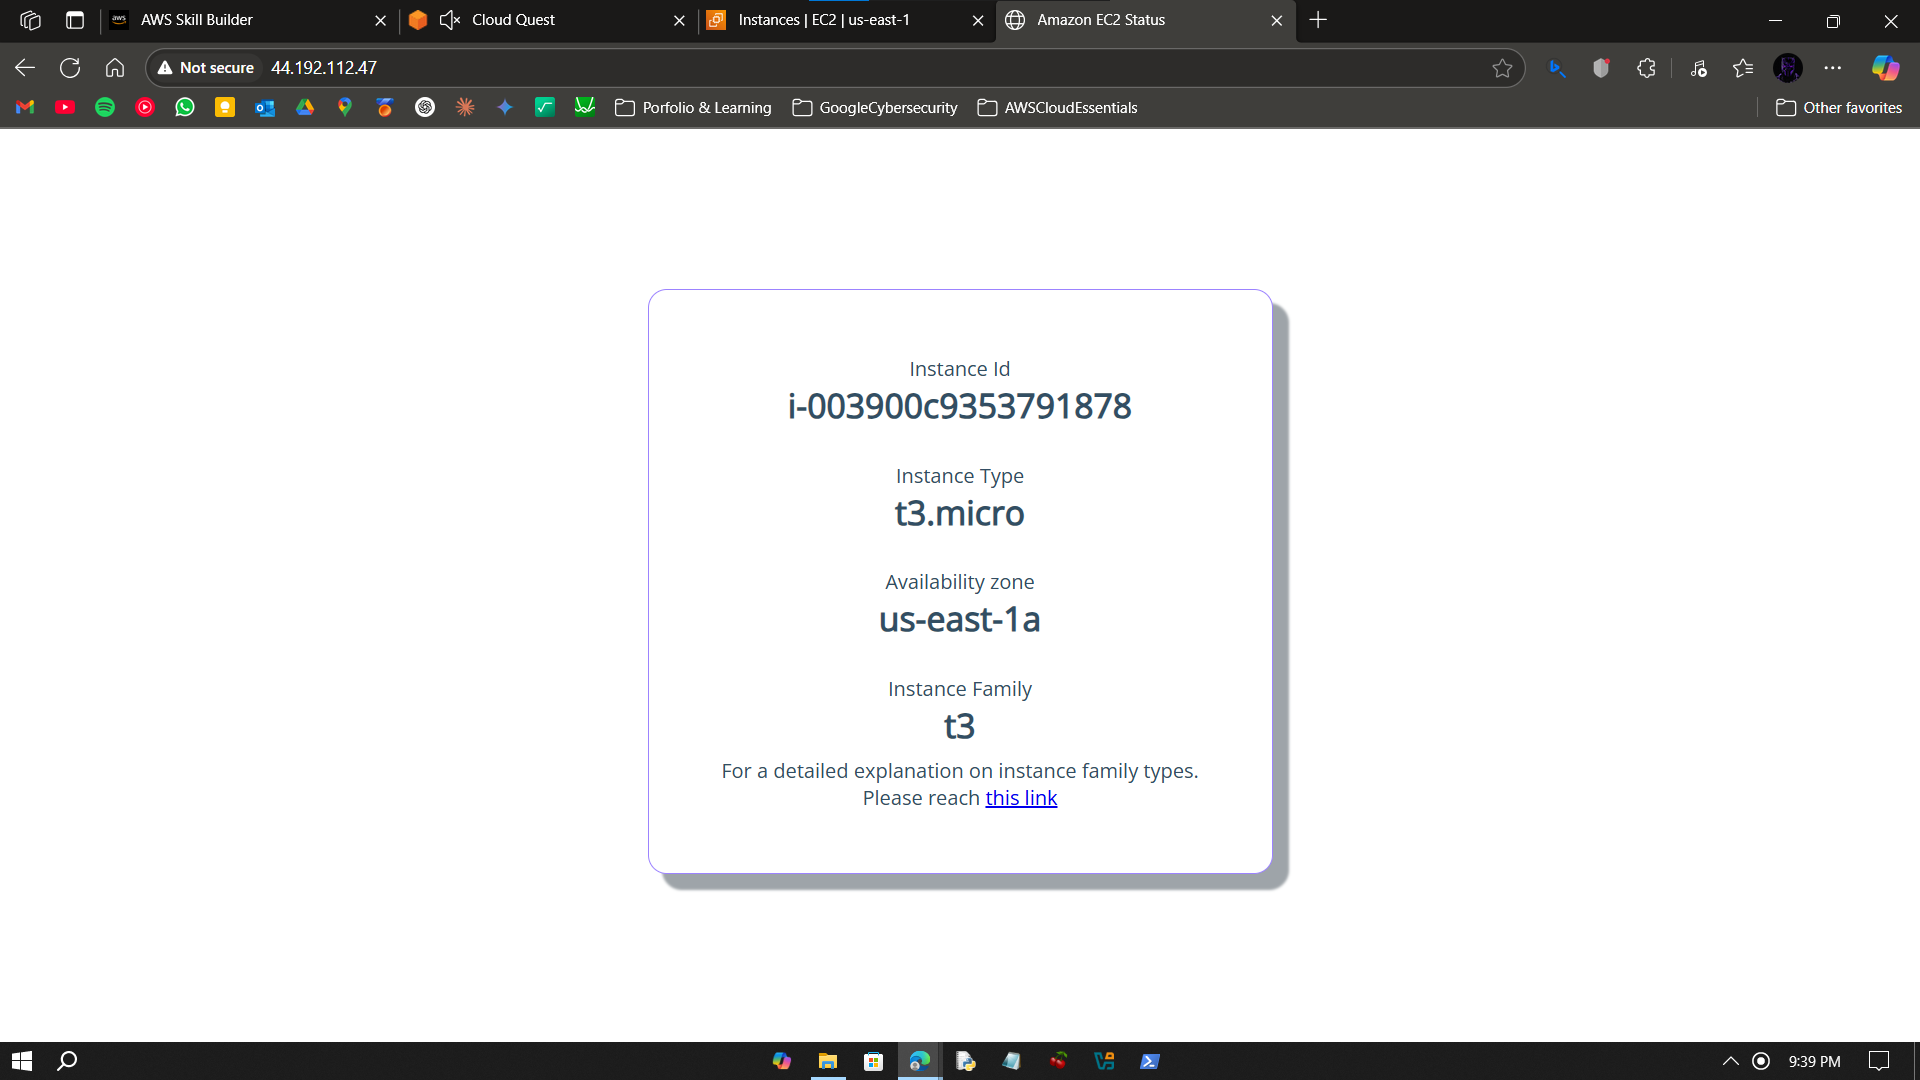 aws AWS Skill Builder
Cloud Quest
Instances | EC2 | us-east-1
Amazon EC2 Status
Not secure 44.192.112.47
Porfolio & Learning
GoogleCybersecurity
AWSCloudEssentials
Other favorites
Instance Id
i-003900c9353791878
Instance Type
t3.micro
Availability zone
us-east-1a
Instance Family
t3
For a detailed explanation on instance family types.
Please reach this link
9:39 PM